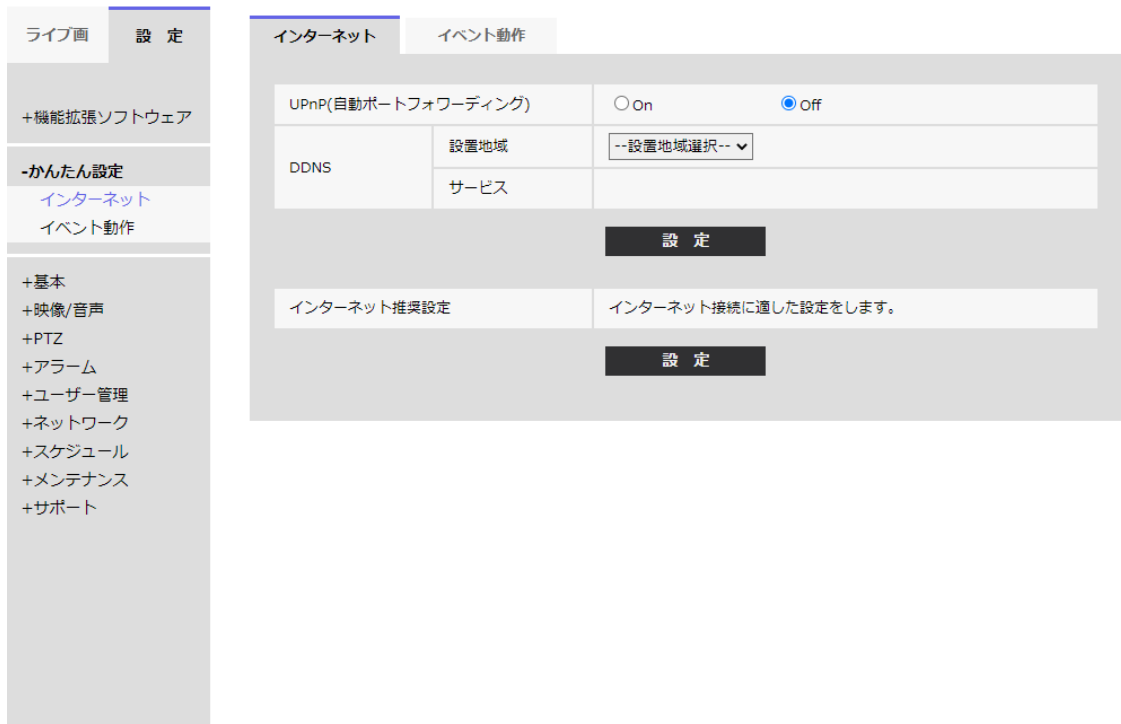 ライブ画
設 定
+機能拡張ソフトウェア
-かんたん設定
インターネット
イベント動作
+基本
+映像/音声
+PTZ
+アラーム
+ユーザー管理
+ネットワーク
+スケジュール
+メンテナンス
+サポート
インターネット
イベント動作
UPnP(自動ポートフォワーディング)
On
Off
DDNS
設置地域
--設置地域選択--
サービス
設 定
インターネット推奨設定
インターネット接続に適した設定をします。
設 定